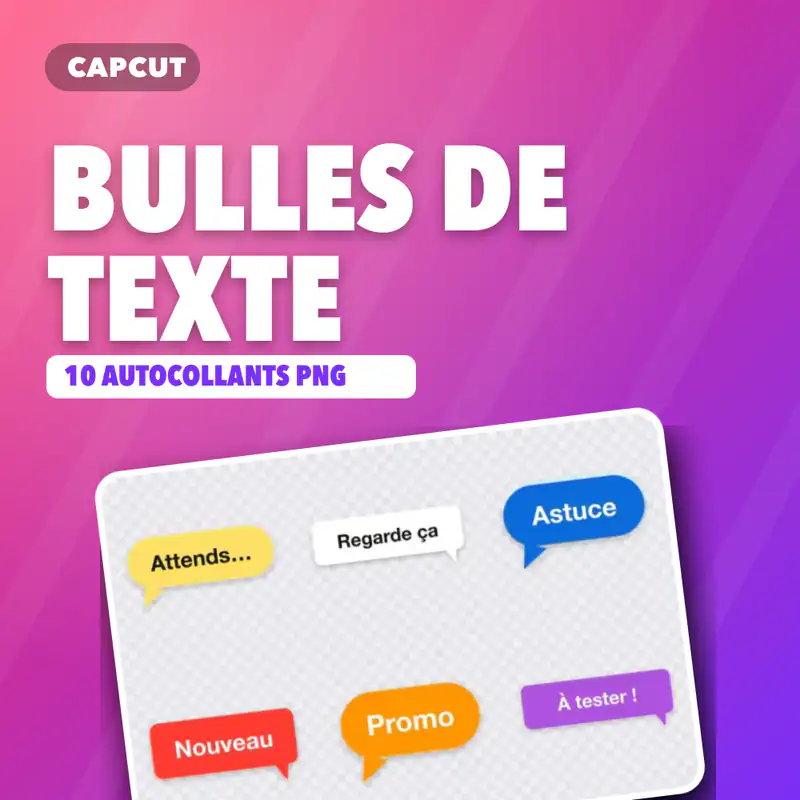 CAPCUT
BULLES DE
TEXTE
10 AUTOCOLLANTS PNG
Attends...
Regarde ça
Astuce
Nouveau
Promo
À tester !